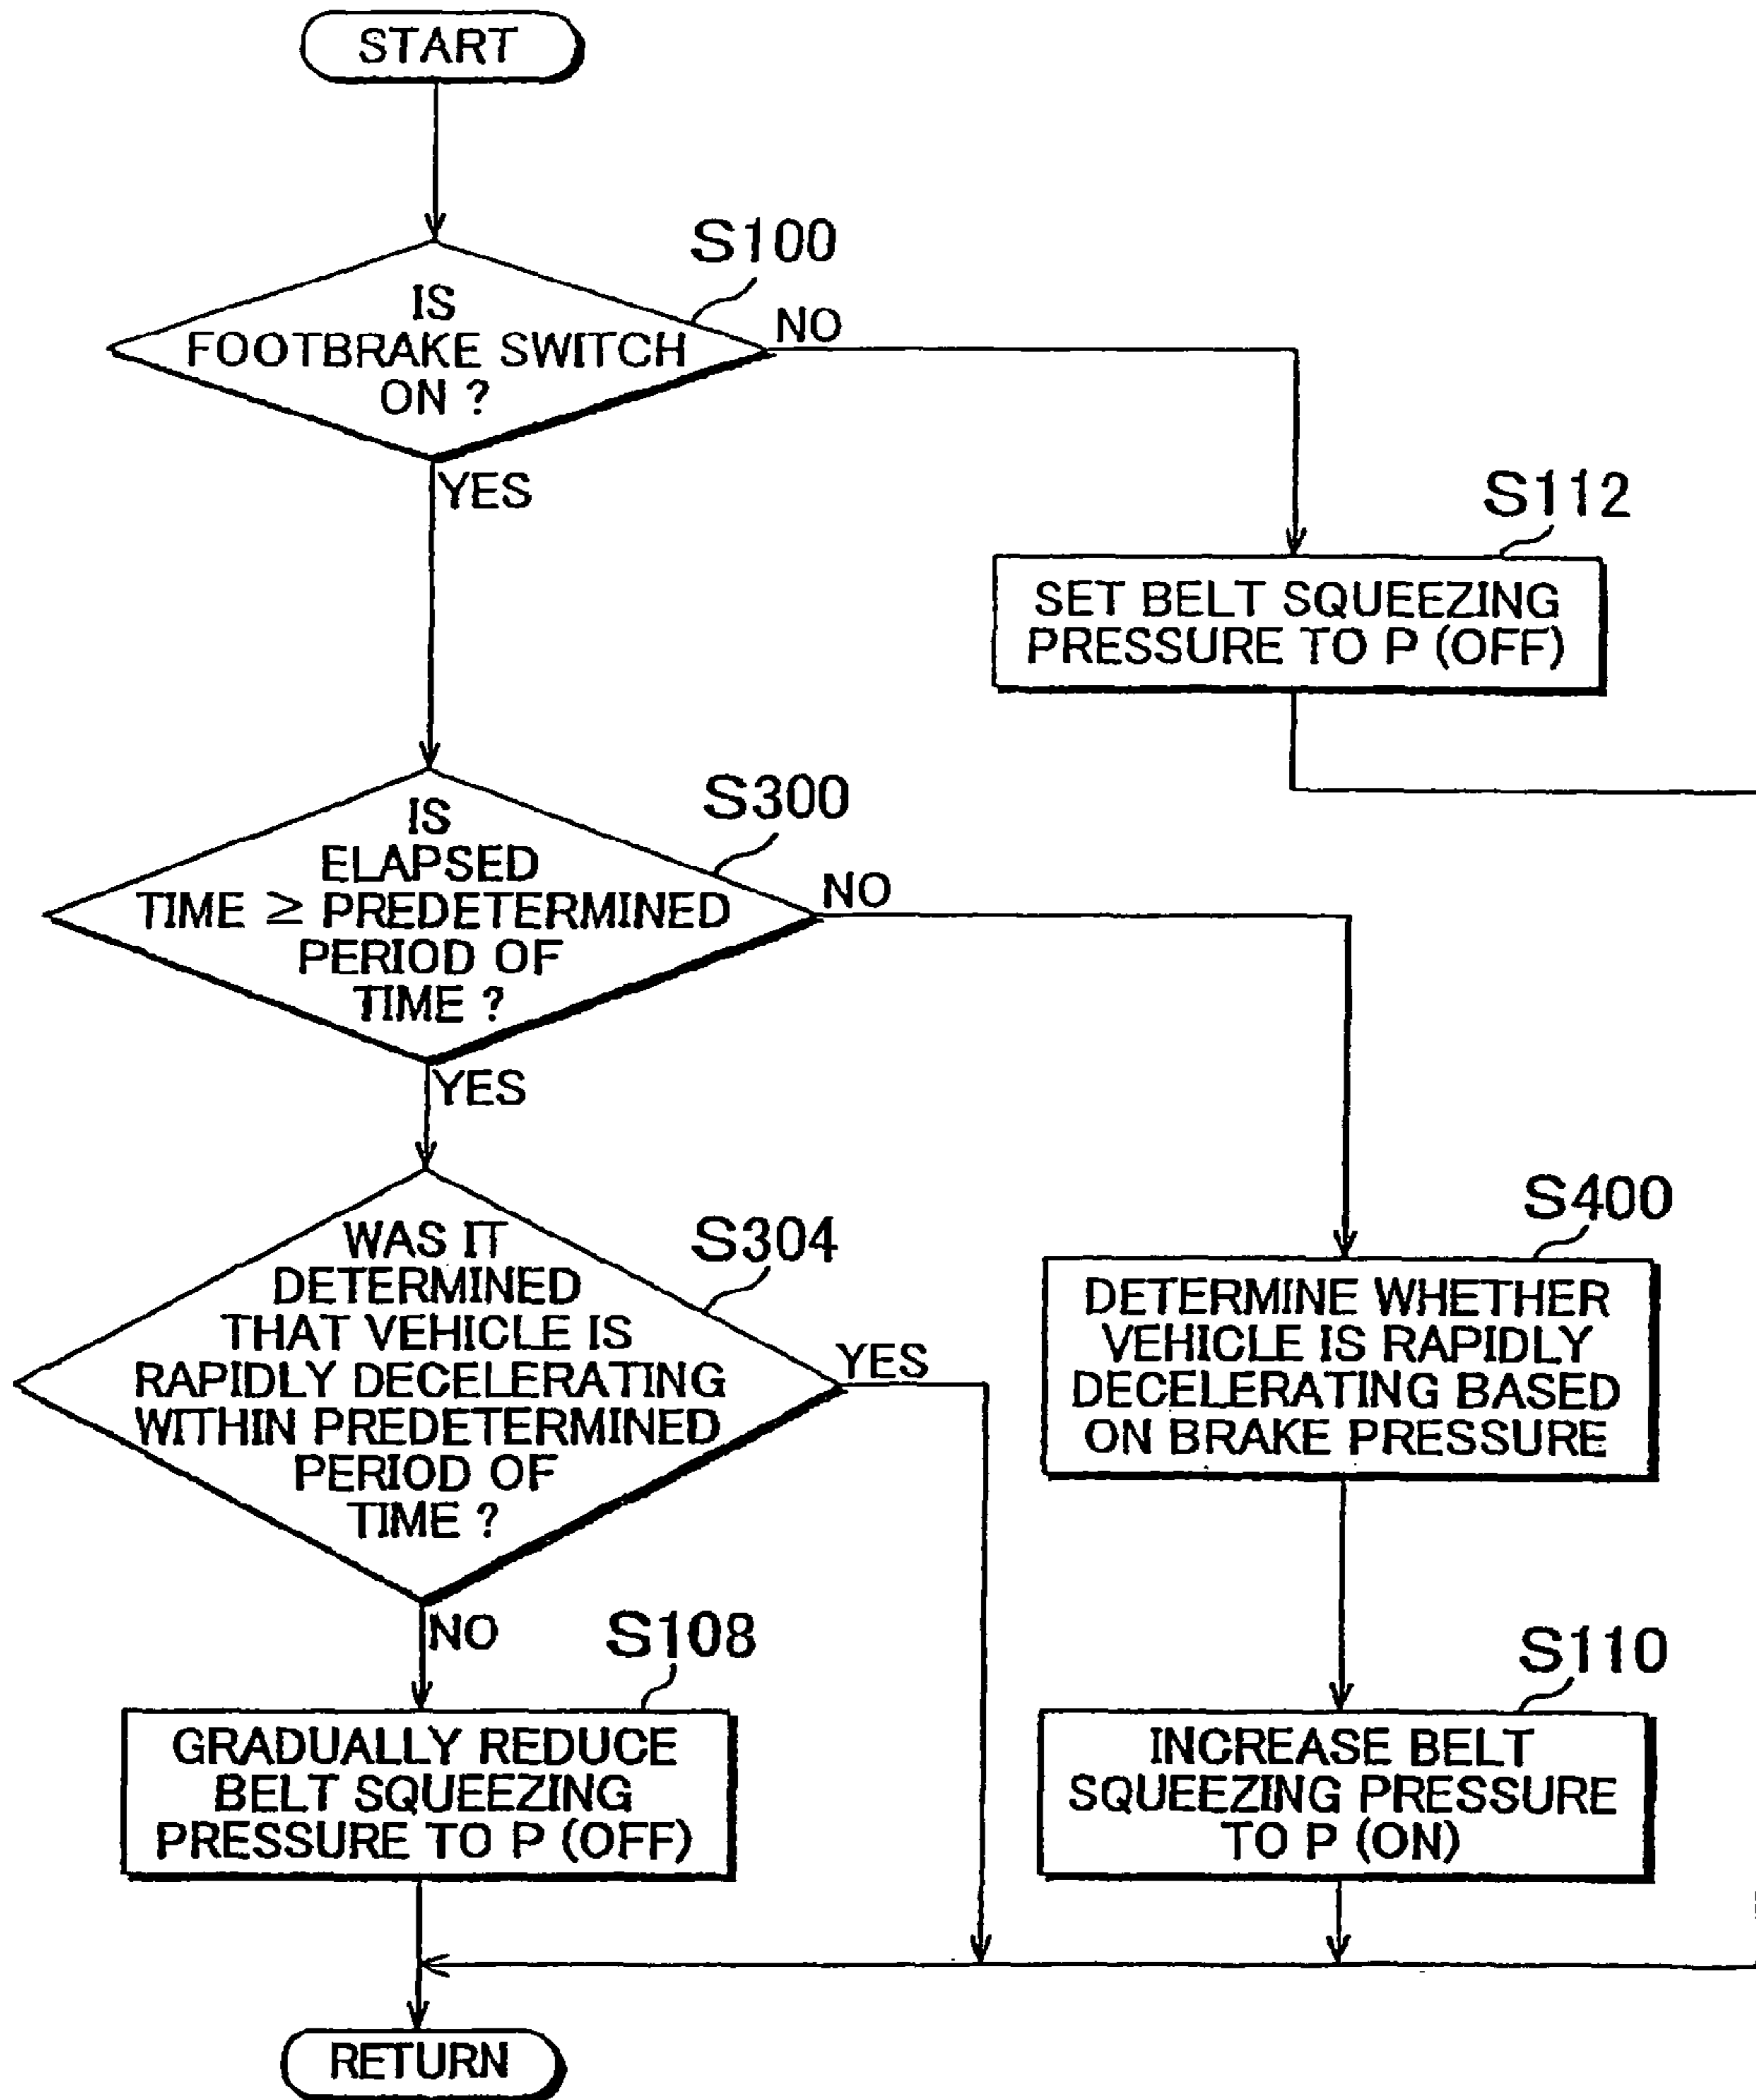 START
S100
IS
FOOTBRAKE SWITCH
ON ?
NO
YES
S112
SET BELT SQUEEZING
PRESSURE TO P (OFF)
S300
IS
ELAPSED
TIME ≥ PREDETERMINED
PERIOD OF
TIME ?
NO
YES
S304
WAS IT
DETERMINED
THAT VEHICLE IS
RAPIDLY DECELERATING
WITHIN PREDETERMINED
PERIOD OF
TIME ?
YES
NO
S400
DETERMINE WHETHER
VEHICLE IS RAPIDLY
DECELERATING BASED
ON BRAKE PRESSURE
S108
GRADUALLY REDUCE
BELT SQUEEZING
PRESSURE TO P (OFF)
S110
INCREASE BELT
SQUEEZING PRESSURE
TO P (ON)
RETURN